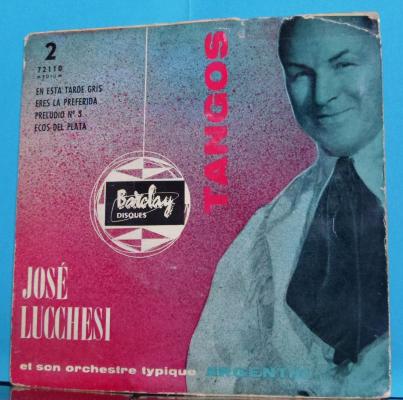 2
72110
MEDIUM
EN ESTA TARDE GRIS
ERES LA PREFERIDA
PRELUDIO Nº 3
ECOS DEL PLATA
TANGOS
Barclay
DISQUES
JOSÉ
LUCCHESI
et son orchestre typique ARGENTIN